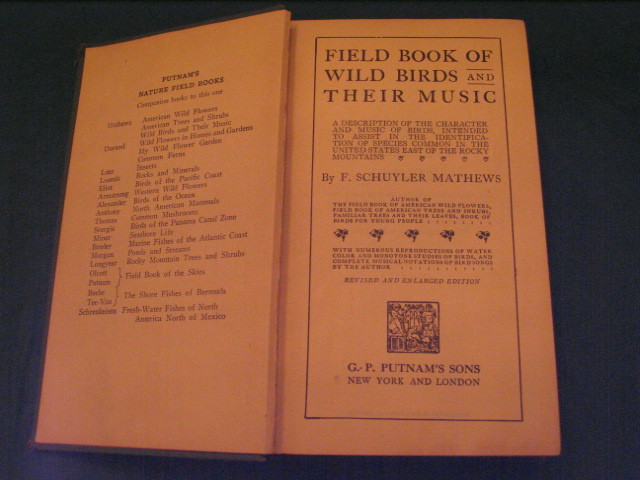 PUTNAM'S
NATURE FIELD BOOKS
Companion books to this one
Mathews American Wild Flowers
American Trees and Shrubs
Wild Birds and Their Music
Durand Wild Flowers in Homes and Gardens
My Wild Flower Garden
Common Ferns
Lutz Insects
Loomis Rocks and Minerals
Eliot Birds of the Pacific Coast
Armstrong Western Wild Flowers
Alexander Birds of the Ocean
Anthony North American Mammals
Thomas Common Mushrooms
Sturgis Birds of the Panama Canal Zone
Miner Seashore Life
Breder Marine Fishes of the Atlantic Coast
Morgan Ponds and Streams
Longyear Rocky Mountain Trees and Shrubs
Olcott
Putnam } Field Book of the Skies
Beebe
Tee-Van } The Shore Fishes of Bermuda
Schrenkeisen Fresh-Water Fishes of North
America North of Mexico
FIELD BOOK OF
WILD BIRDS AND
THEIR MUSIC
A DESCRIPTION OF THE CHARACTER
AND MUSIC OF BIRDS, INTENDED
TO ASSIST IN THE IDENTIFICA-
TION OF SPECIES COMMON IN THE
UNITED STATES EAST OF THE ROCKY
MOUNTAINS
By F. SCHUYLER MATHEWS
AUTHOR OF
THE FIELD BOOK OF AMERICAN WILD FLOWERS,
FIELD BOOK OF AMERICAN TREES AND SHRUBS,
FAMILIAR TREES AND THEIR LEAVES, BOOK OF
BIRDS FOR YOUNG PEOPLE
WITH NUMEROUS REPRODUCTIONS OF WATER
COLOR AND MONOTONE STUDIES OF BIRDS, AND
COMPLETE MUSICAL NOTATIONS OF BIRD SONGS
BY THE AUTHOR
REVISED AND ENLARGED EDITION
G. P. PUTNAM'S SONS
NEW YORK AND LONDON